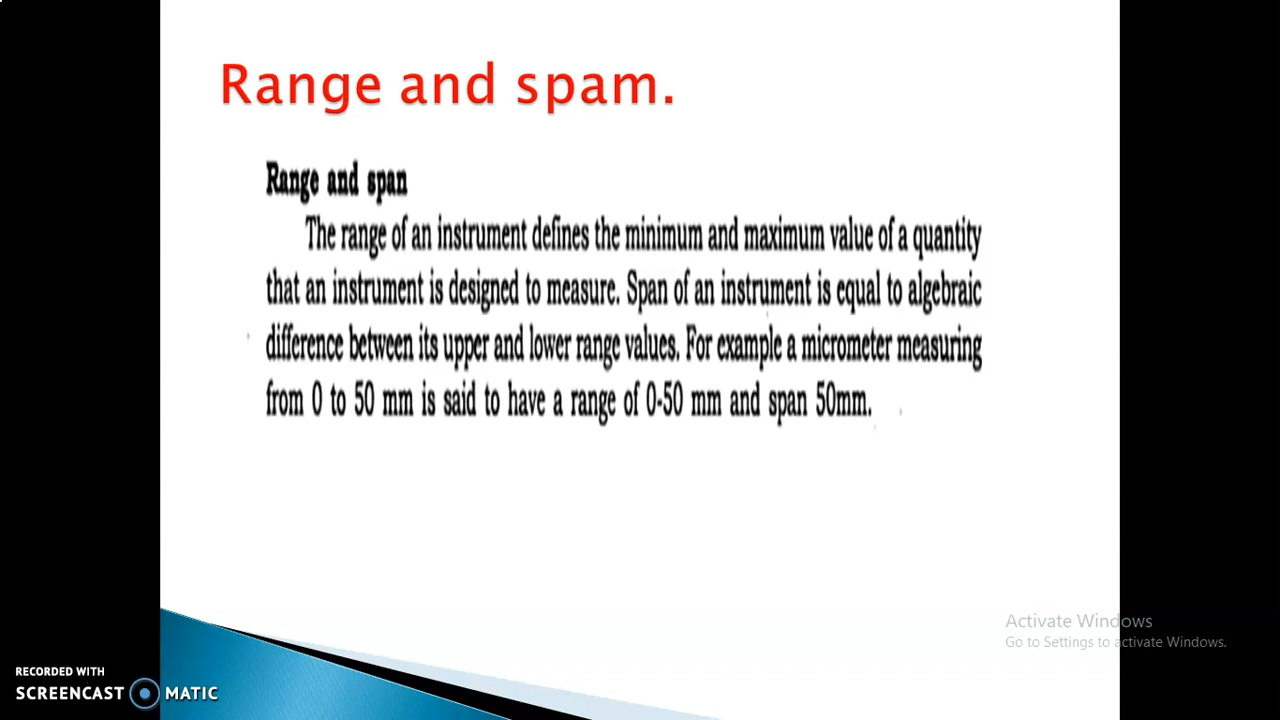 Range and spam.
Range and span
The range of an instrument defines the minimum and maximum value of a quantity
that an instrument is designed to measure. Span of an instrument is equal to algebraic
difference between its upper and lower range values. For example a micrometer measuring
from 0 to 50 mm is said to have a range of 0-50 mm and span 50mm.
Activate Windows
Go to Settings to activate Windows.
RECORDED WITH
SCREENCAST MATIC